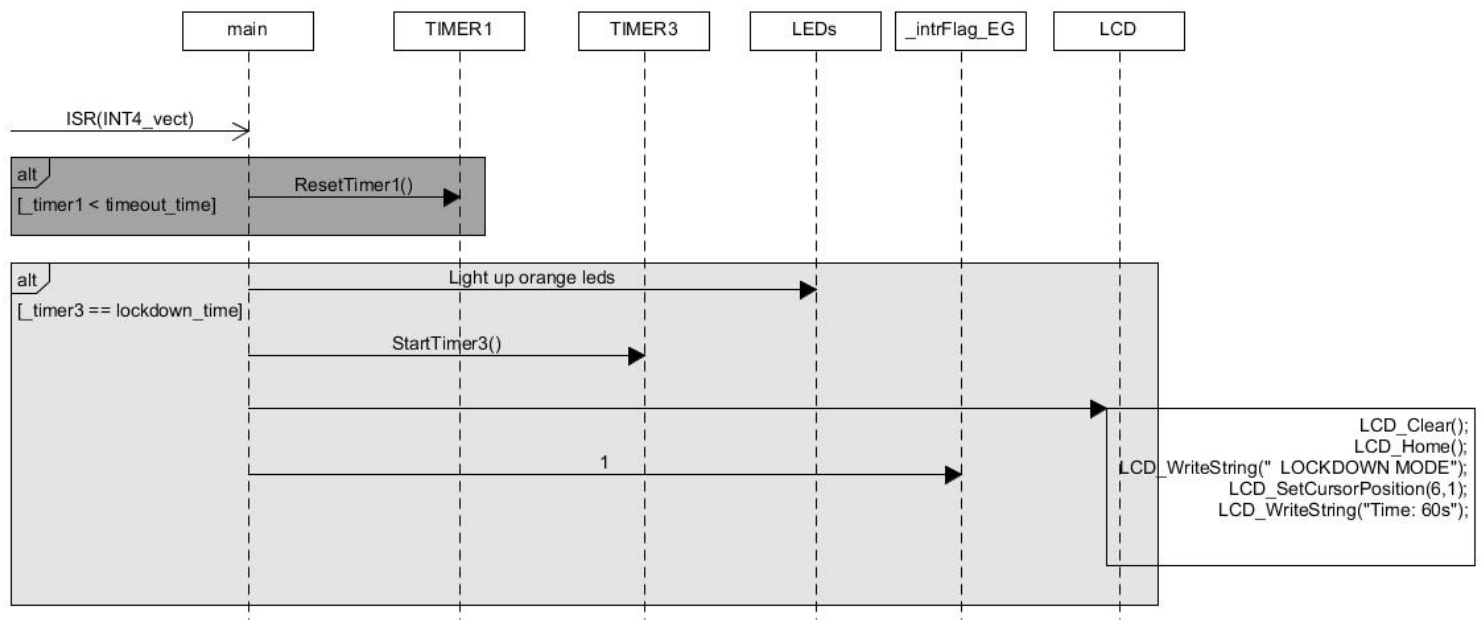 main
TIMER1
TIMER3
LEDs
_intrFlag_EG
LCD
ISR(INT4_vect)
alt
ResetTimer1()
[_timer1 < timeout_time]
alt
Light up orange leds
[_timer3 == lockdown_time]
StartTimer3()
LCD_Clear();
LCD_Home();
LCD_WriteString("  LOCKDOWN MODE");
1
LCD_SetCursorPosition(6,1);
LCD_WriteString("Time: 60s");